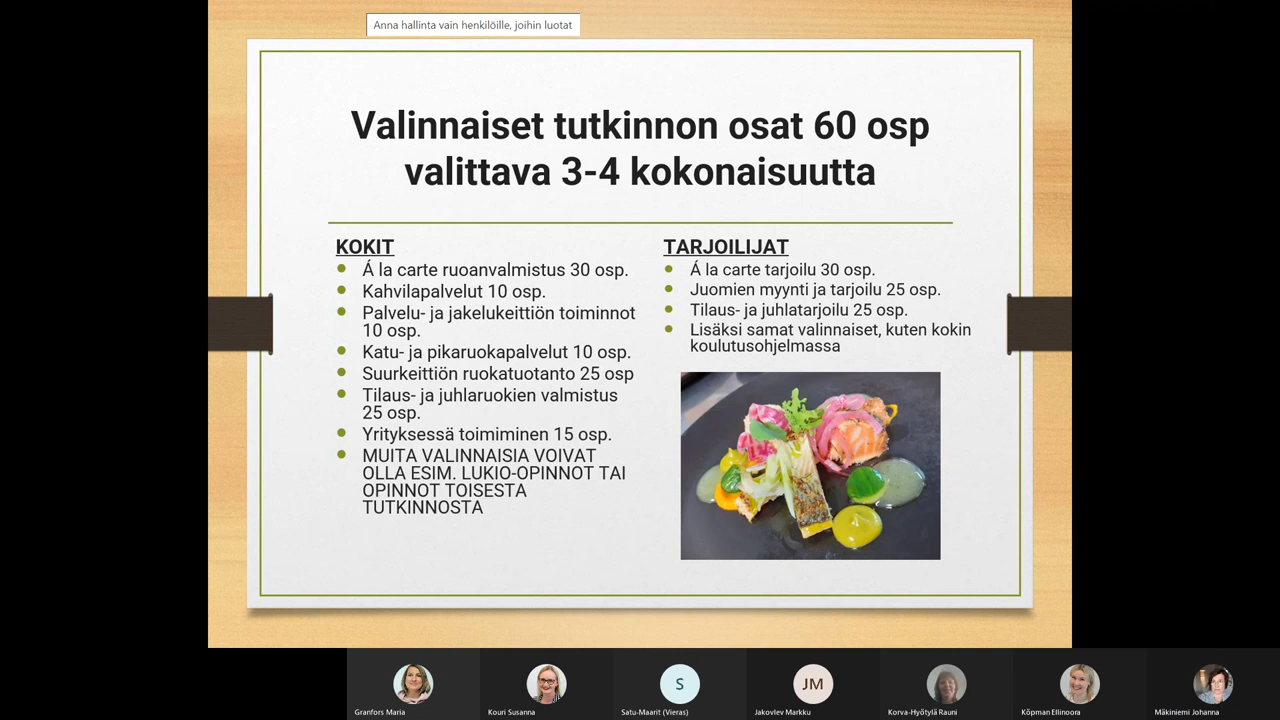 Anna hallinta vain henkilöille, joihin luotat
Valinnaiset tutkinnon osat 60 osp
valittava 3-4 kokonaisuutta
KOKIT
Á la carte ruoanvalmistus 30 osp.
Kahvilapalvelut 10 osp.
Palvelu- ja jakelukeittiön toiminnot
10 osp.
Katu- ja pikaruokapalvelut 10 osp.
Suurkeittiön ruokatuotanto 25 osp
Tilaus- ja juhlaruokien valmistus
25 osp.
Yrityksessä toimiminen 15 osp.
MUITA VALINNAISIA VOIVAT
OLLA ESIM. LUKIO-OPINNOT TAI
OPINNOT TOISESTA
TUTKINNOSTA
TARJOILIJAT
Á la carte tarjoilu 30 osp.
Juomien myynti ja tarjoilu 25 osp.
Tilaus- ja juhlatarjoilu 25 osp.
Lisäksi samat valinnaiset, kuten kokin
koulutusohjelmassa
S
JM
Granfors Maria
Kouri Susanna
Satu-Maarit (Vieras)
Jakovlev Markku
Korva-Hyötylä Rauni
Köpman Ellinoora
Mäkiniemi Johanna